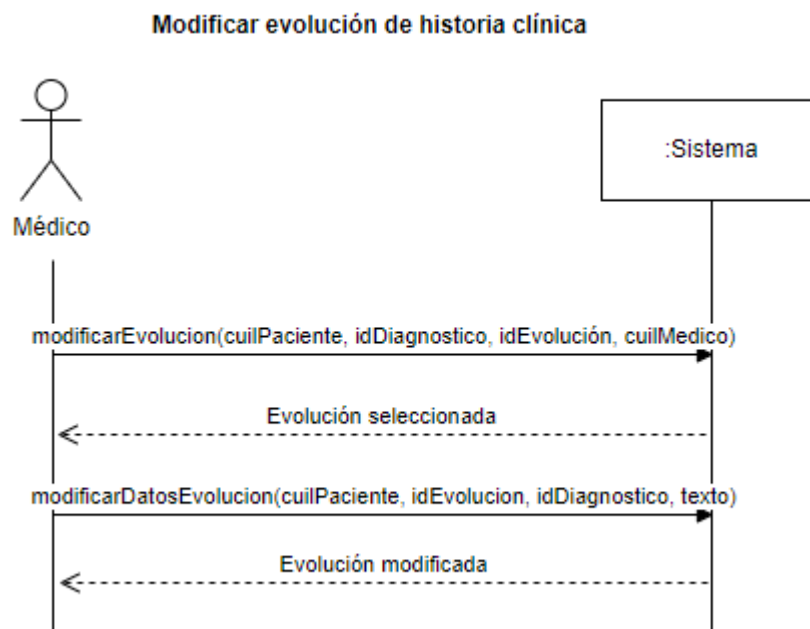 Modificar evolución de historia clínica
:Sistema
Médico
modificarEvolucion(cuilPaciente, idDiagnostico, idEvolución, cuilMedico)
Evolución seleccionada
modificarDatosEvolucion(cuilPaciente, idEvolucion, idDiagnostico, texto)
Evolución modificada